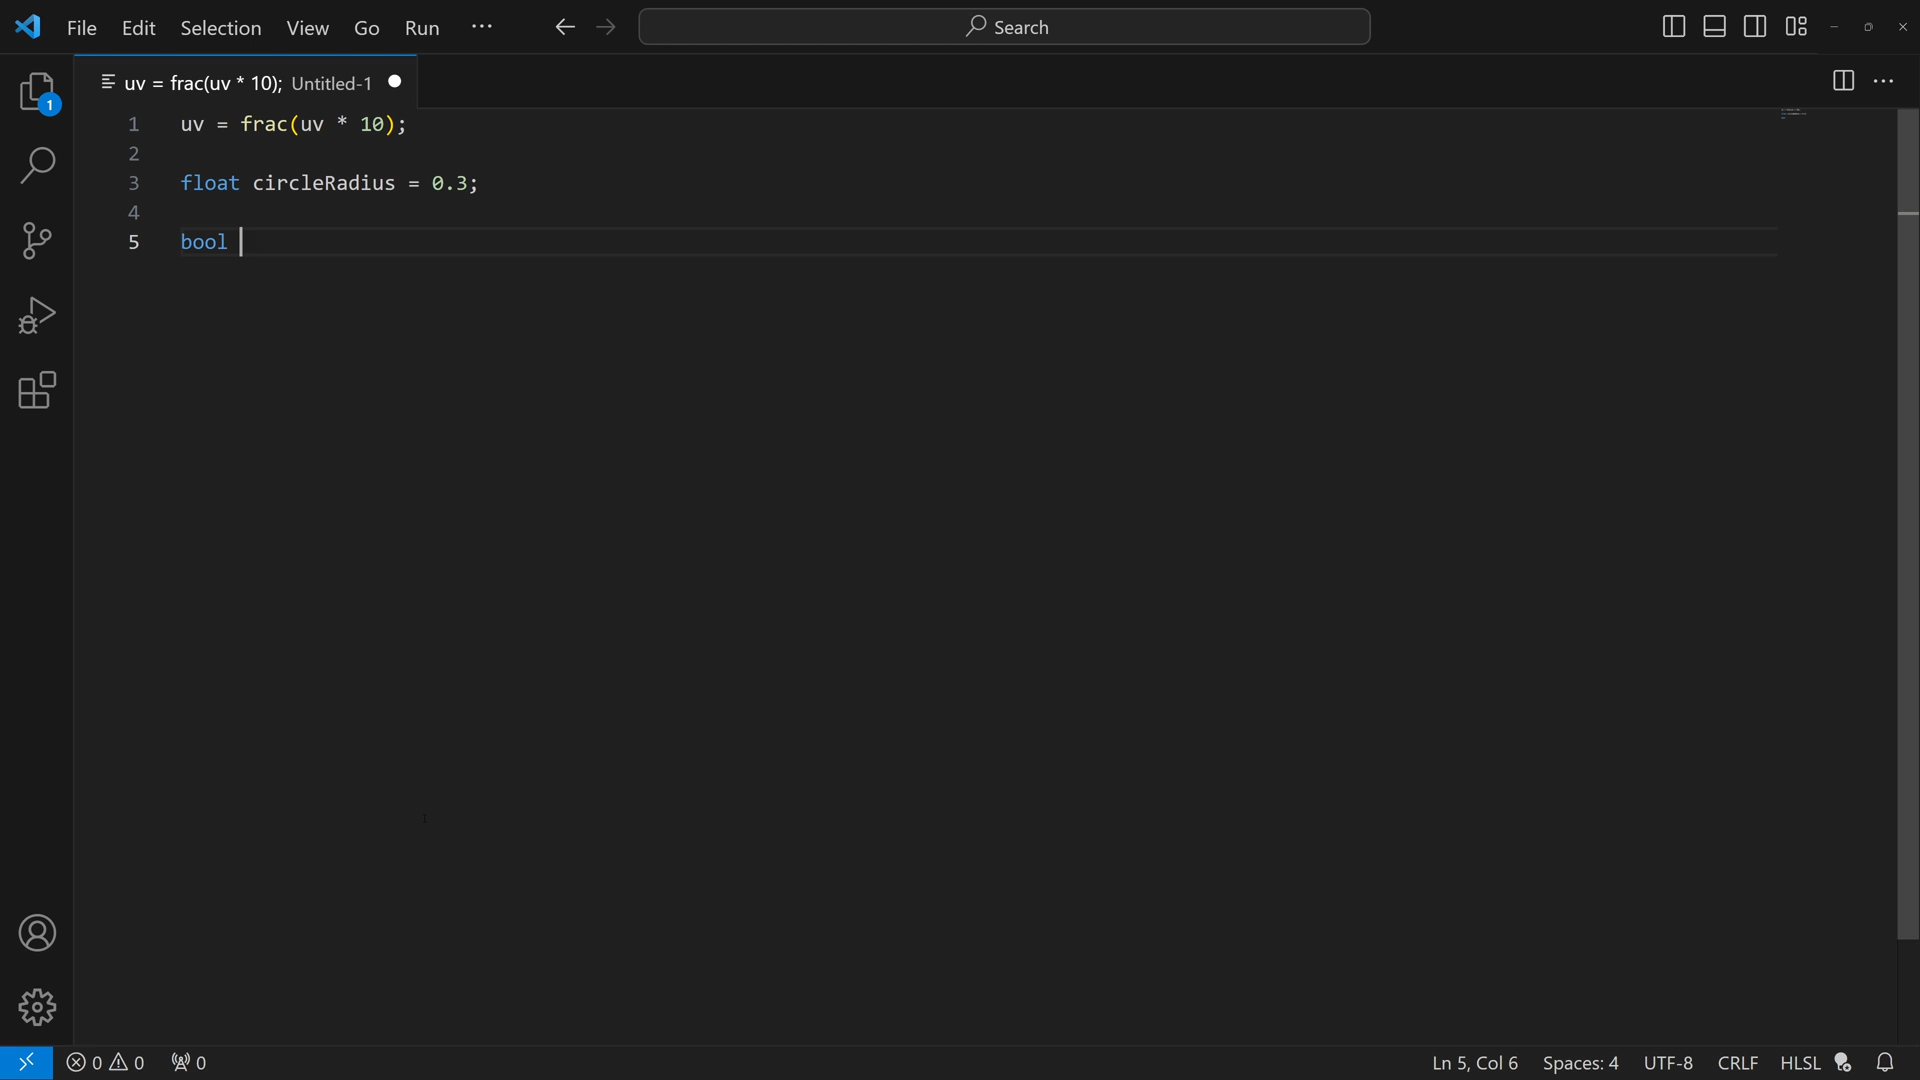 File Edit Selection View Go Run ... Search
uv = frac(uv * 10); Untitled-1
1
1 uv = frac(uv * 10);
2
3 float circleRadius = 0.3;
4
5 bool
0 0 0 Ln 5, Col 6 Spaces: 4 UTF-8 CRLF HLSL